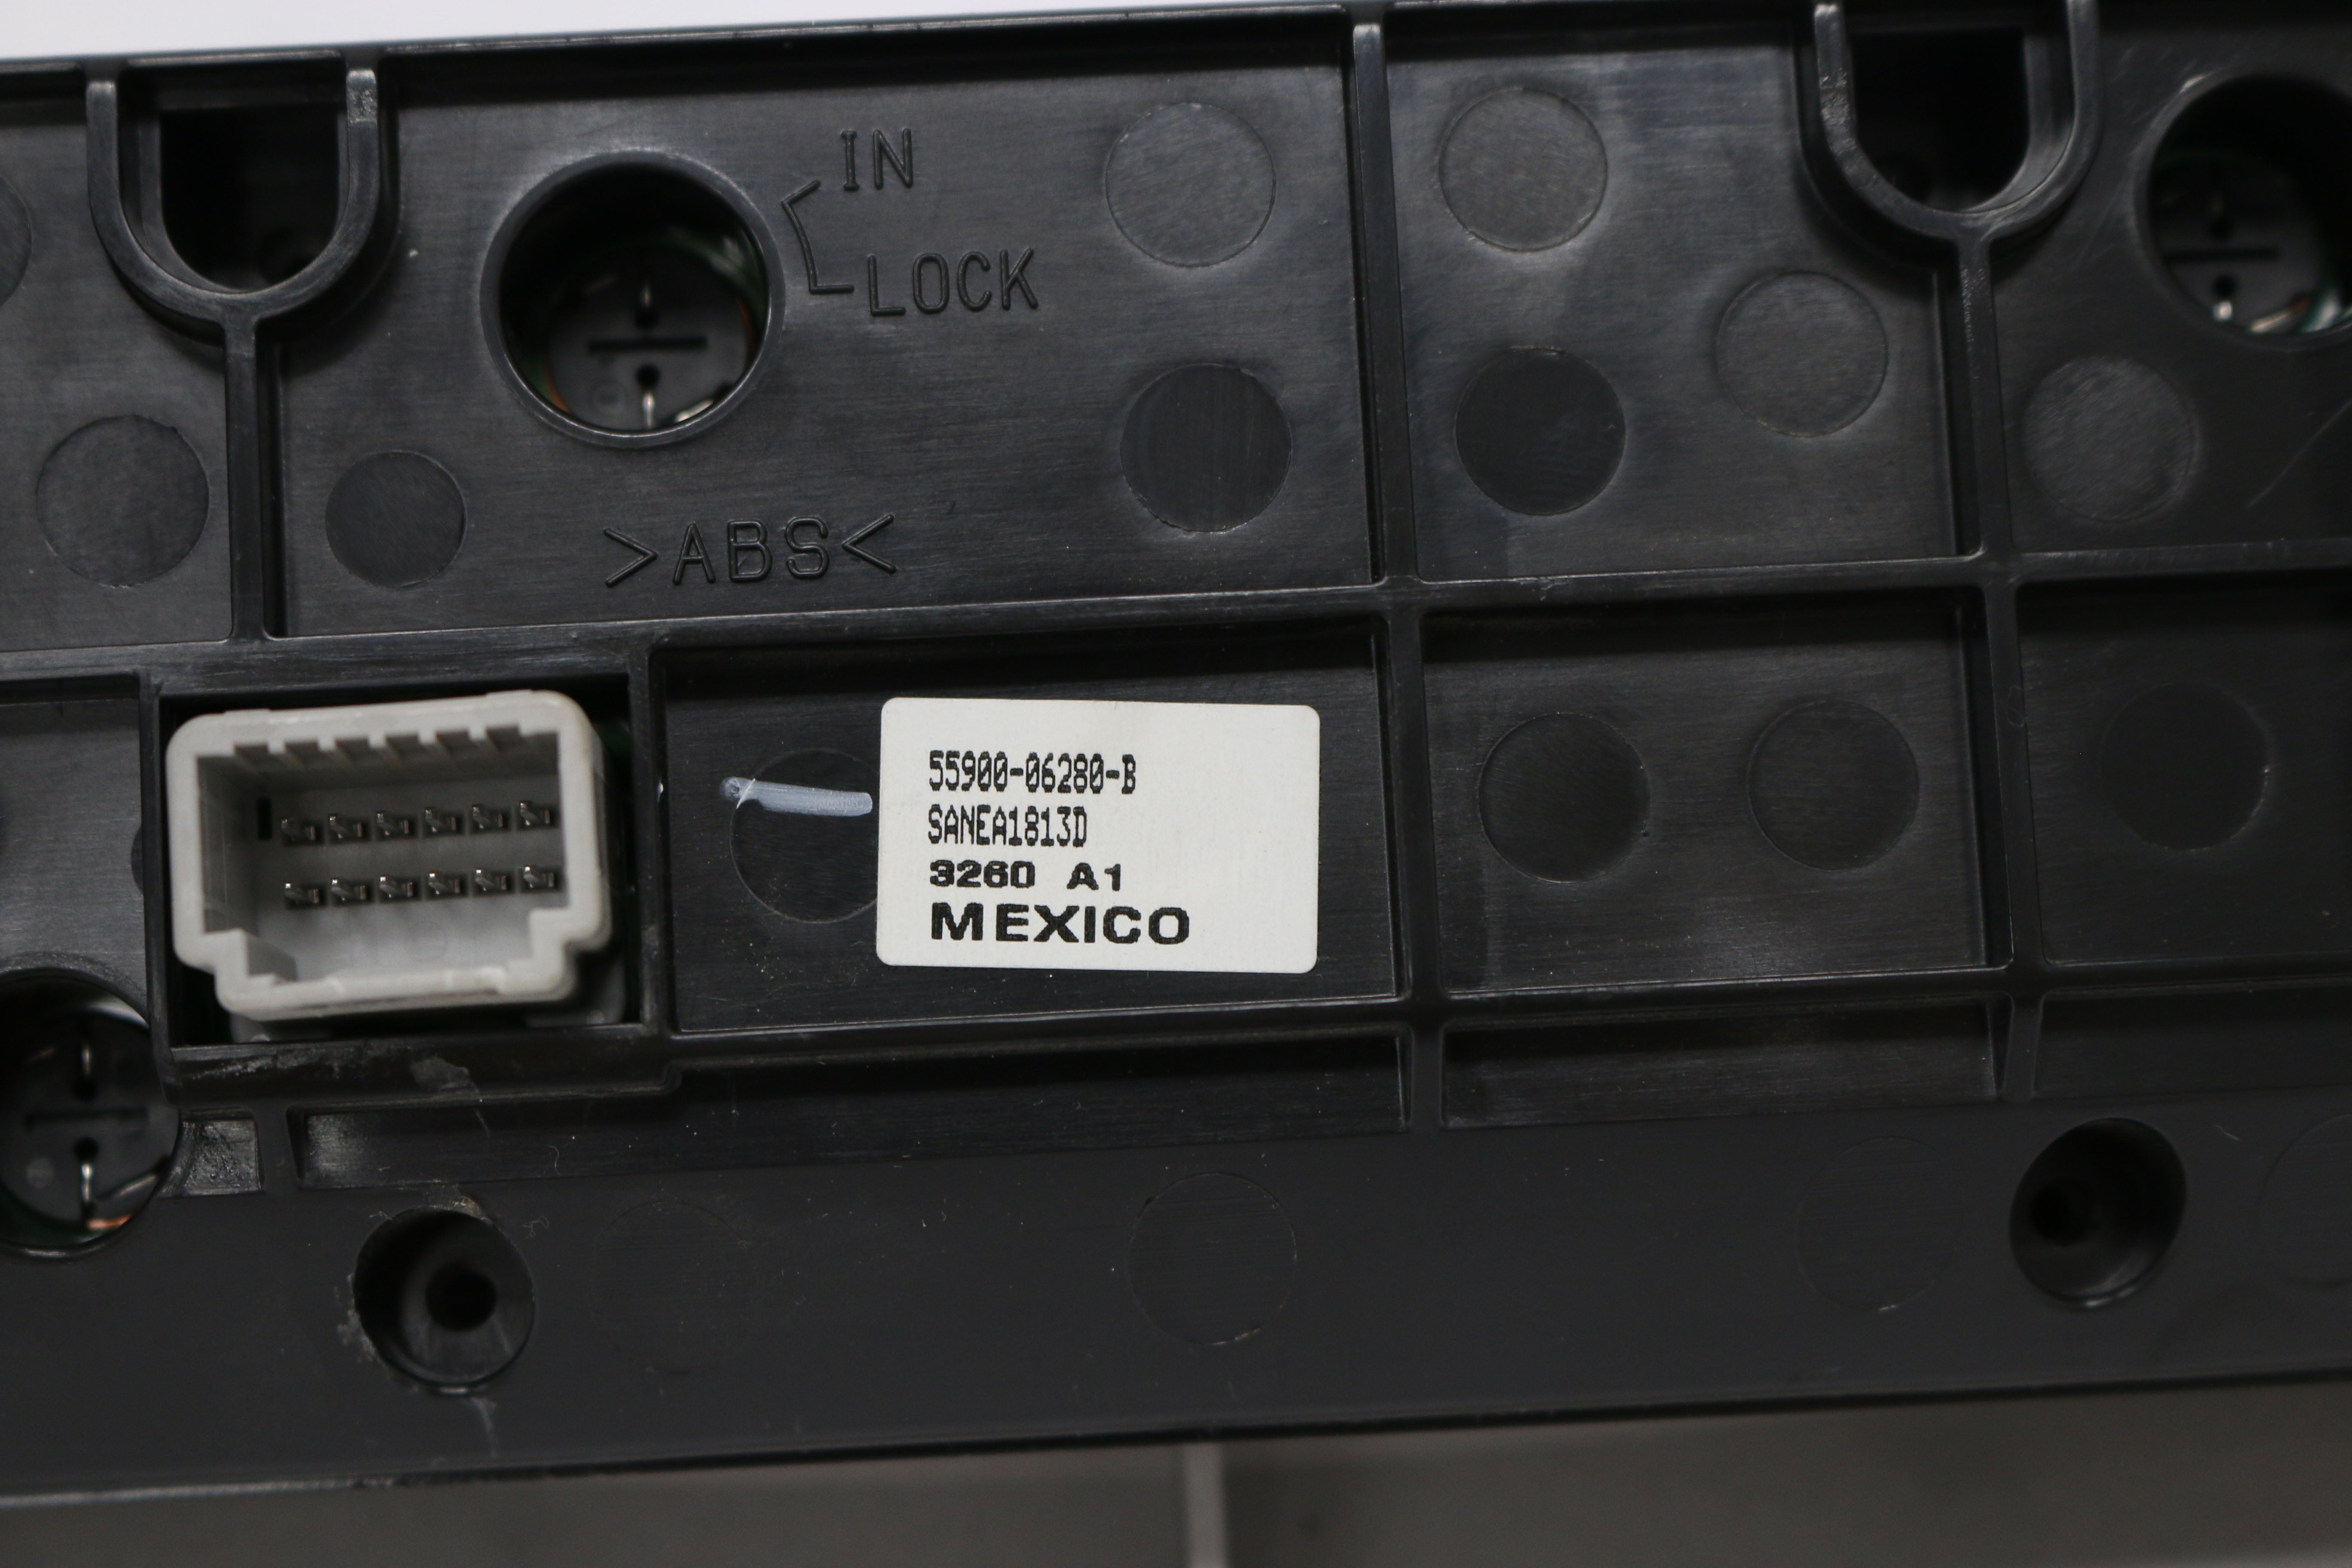 IN
LOCK
>ABS<
55900-06280-B
SANEA1813D
3260 A1
MEXICO